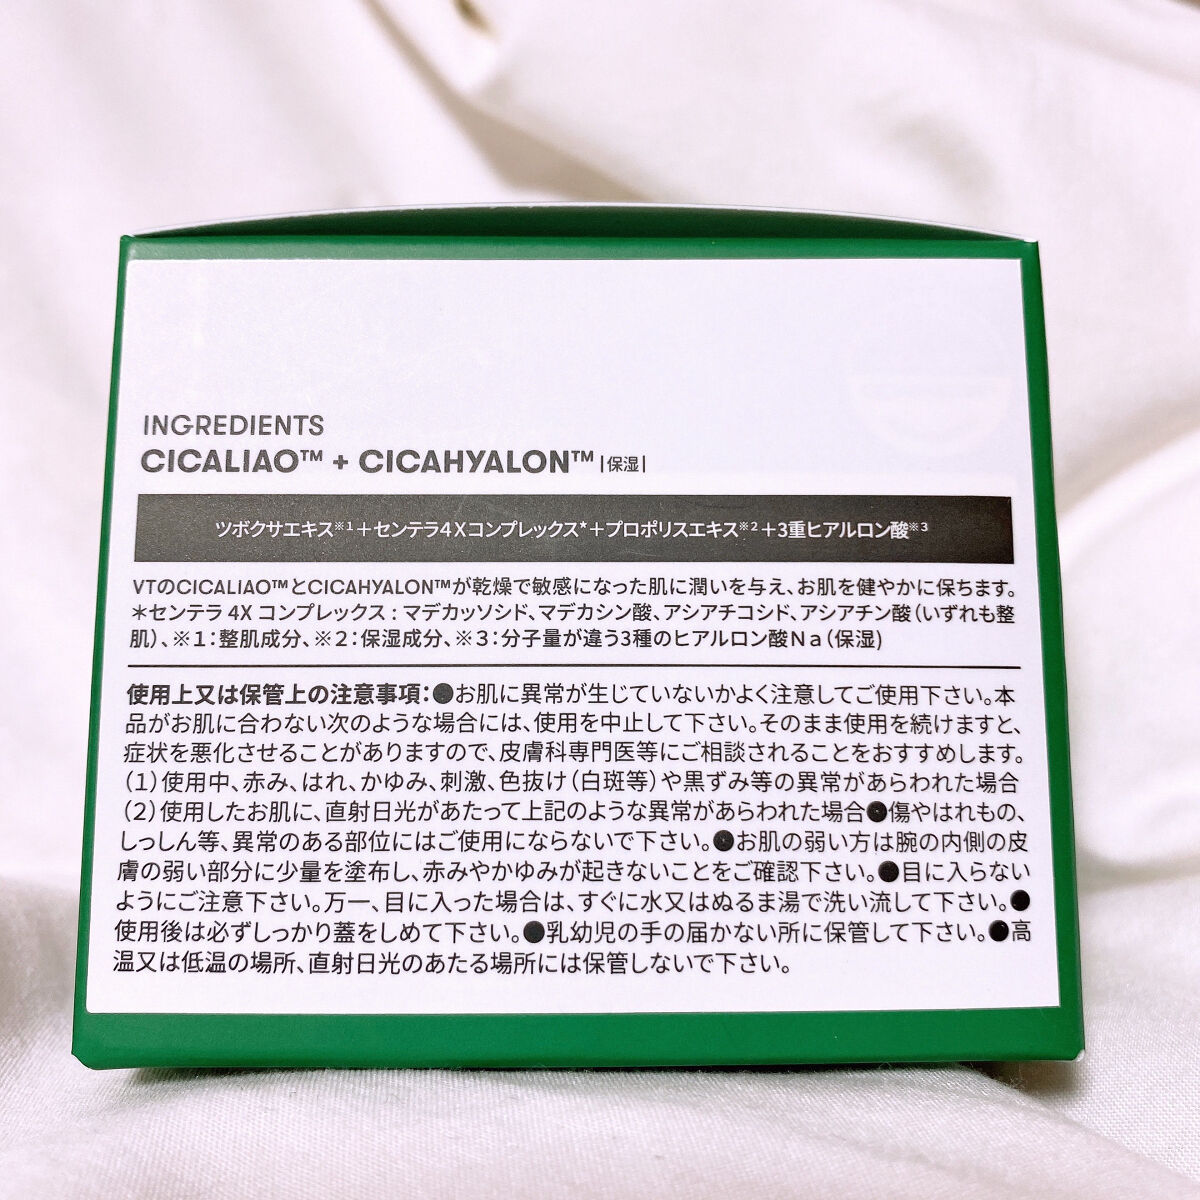 INGREDIENTS
CICALIAO™ + CICAHYALON™ |保湿|
ツボクサエキス※1＋センテラ4Xコンプレックス*＋プロポリスエキス※2＋3重ヒアルロン酸※3
VTのCICALIAO™とCICAHYALON™が乾燥で敏感になった肌に潤いを与え、お肌を健やかに保ちます。
＊センテラ 4X コンプレックス : マデカッソシド、マデカシン酸、アシアチコシド、アシアチン酸（いずれも整
肌）、※1：整肌成分、※2：保湿成分、※3：分子量が違う3種のヒアルロン酸Na（保湿）
使用上又は保管上の注意事項：●お肌に異常が生じていないかよく注意してご使用下さい。本
品がお肌に合わない次のような場合には、使用を中止して下さい。そのまま使用を続けますと、
症状を悪化させることがありますので、皮膚科専門医等にご相談されることをおすすめします。
（1）使用中、赤み、はれ、かゆみ、刺激、色抜け（白斑等）や黒ずみ等の異常があらわれた場合
（2）使用したお肌に、直射日光があたって上記のような異常があらわれた場合●傷やはれもの、
しっしん等、異常のある部位にはご使用にならないで下さい。●お肌の弱い方は腕の内側の皮
膚の弱い部分に少量を塗布し、赤みやかゆみが起きないことをご確認下さい。●目に入らない
ようにご注意下さい。万一、目に入った場合は、すぐに水又はぬるま湯で洗い流して下さい。●
使用後は必ずしっかり蓋をしめて下さい。●乳幼児の手の届かない所に保管して下さい。●高
温又は低温の場所、直射日光のあたる場所には保管しないで下さい。